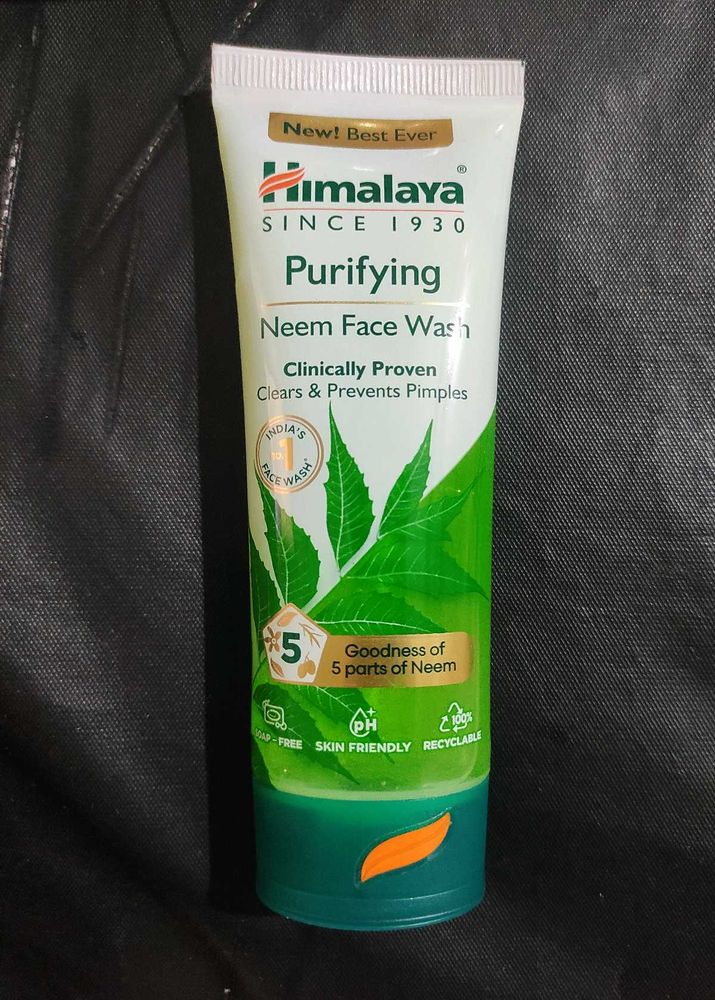 New! Best Ever
Himalaya®
SINCE 1930
Purifying
Neem Face Wash
Clinically Proven
Clears & Prevents Pimples
INDIA'S
NO. 1
FACE WASH*
5
Goodness of
5 parts of Neem
SOAP - FREE
pH+
SKIN FRIENDLY
100%
RECYCLABLE